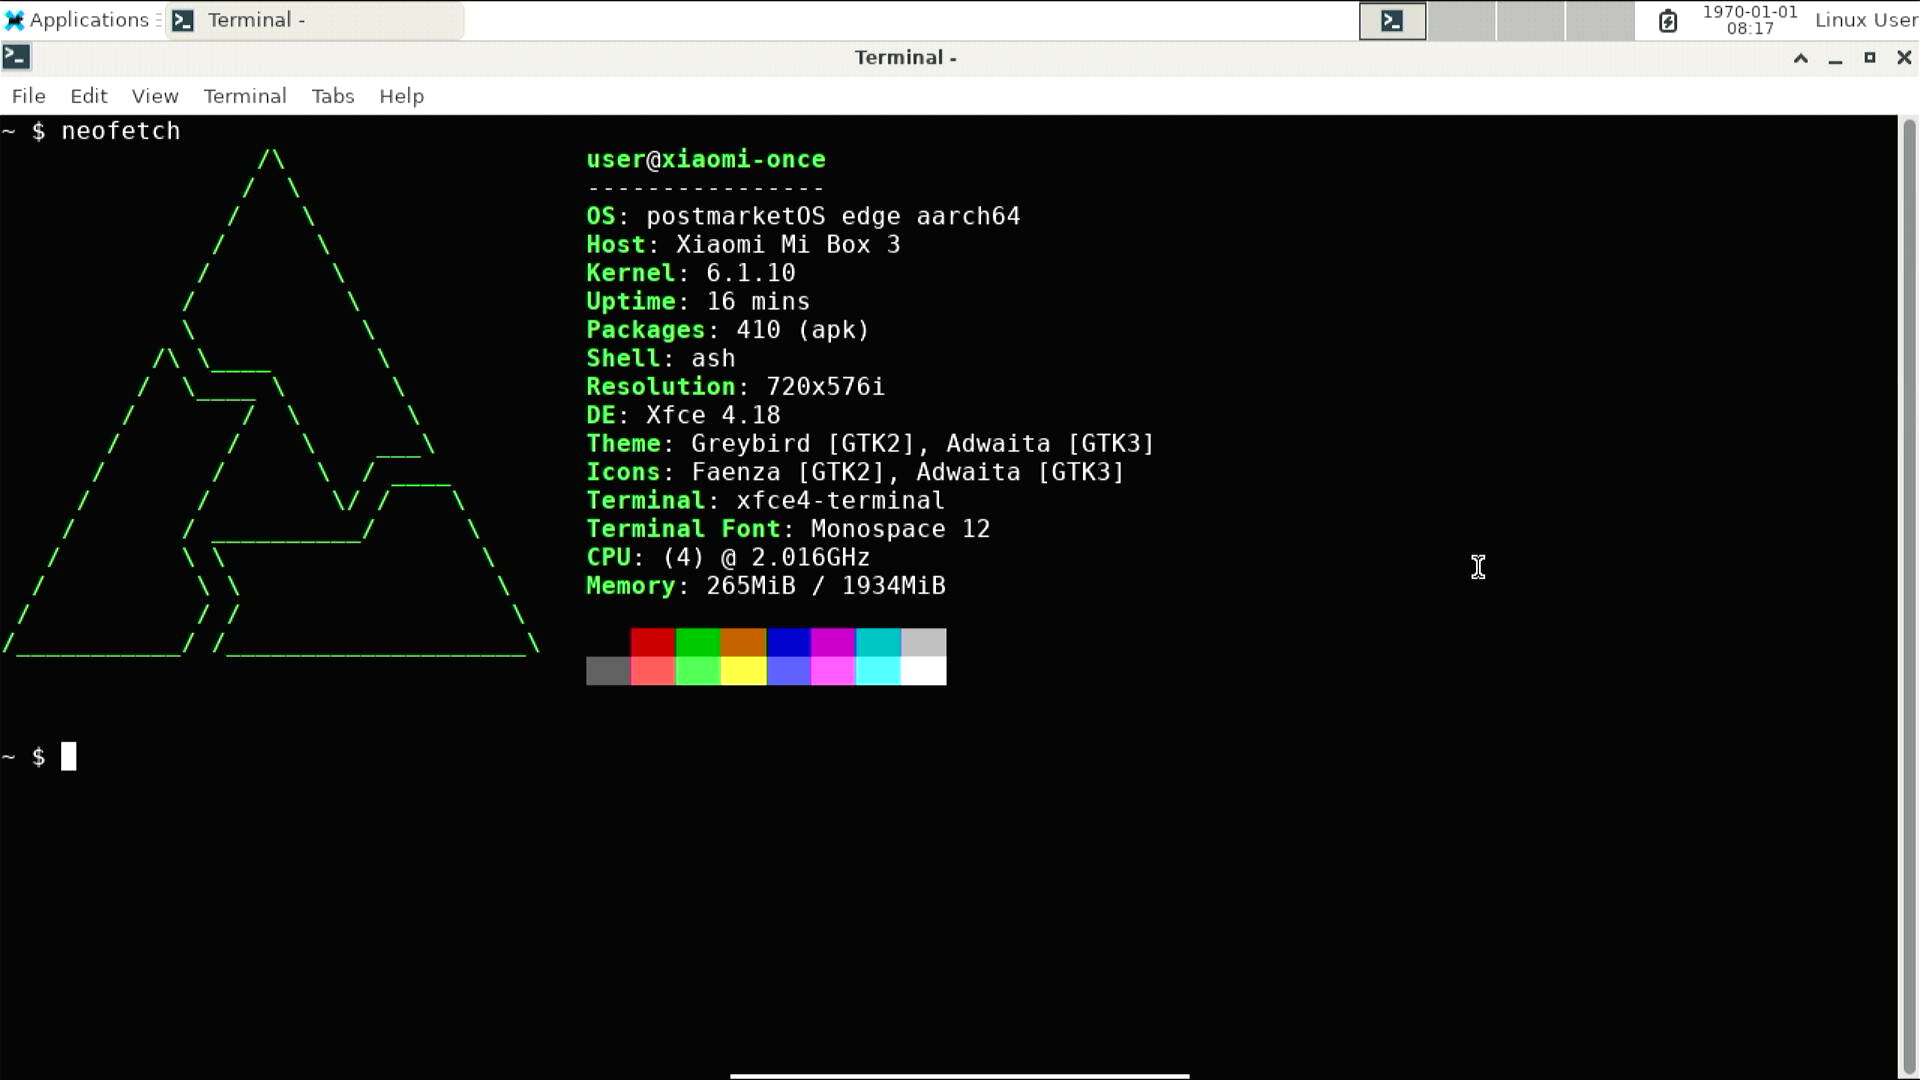 Applications
Terminal -
1970-01-01
08:17
Linux User
Terminal -
File Edit View Terminal Tabs Help
~ $ neofetch
user@xiaomi-once
----------------
OS: postmarketOS edge aarch64
Host: Xiaomi Mi Box 3
Kernel: 6.1.10
Uptime: 16 mins
Packages: 410 (apk)
Shell: ash
Resolution: 720x576i
DE: Xfce 4.18
Theme: Greybird [GTK2], Adwaita [GTK3]
Icons: Faenza [GTK2], Adwaita [GTK3]
Terminal: xfce4-terminal
Terminal Font: Monospace 12
CPU: (4) @ 2.016GHz
Memory: 265MiB / 1934MiB
~ $